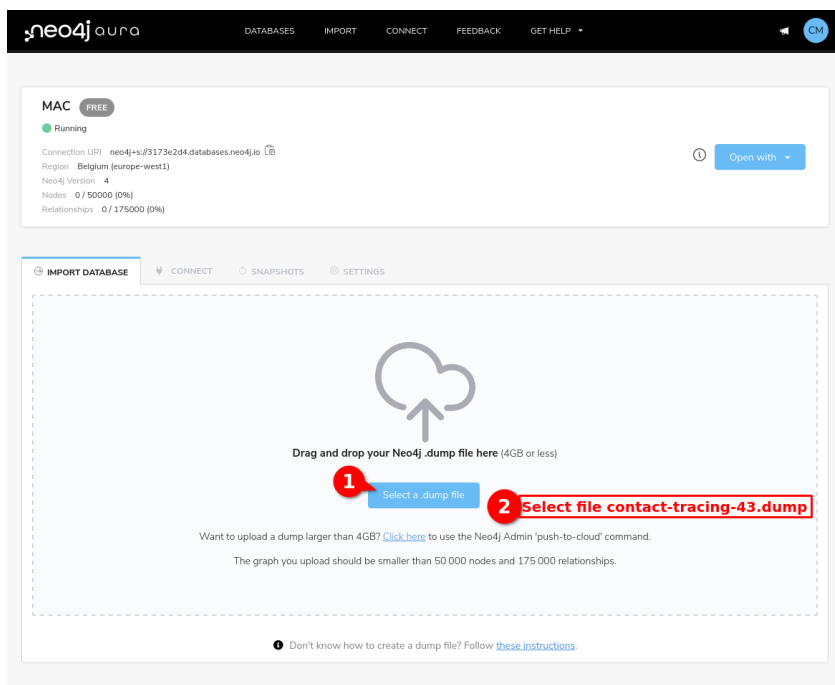 neo4j aura DATABASES IMPORT CONNECT FEEDBACK GET HELP CM
MAC FREE
Running
Connection URI neo4j+s://3173e2d4.databases.neo4j.io
Region Belgium (europe-west1)
Neo4j Version 4
Nodes 0 / 50000 (0%)
Relationships 0 / 175000 (0%)
Open with
IMPORT DATABASE CONNECT SNAPSHOTS SETTINGS
Drag and drop your Neo4j .dump file here (4GB or less)
1
Select a .dump file
2 Select file contact-tracing-43.dump
Want to upload a dump larger than 4GB? Click here to use the Neo4j Admin 'push-to-cloud' command.
The graph you upload should be smaller than 50 000 nodes and 175 000 relationships.
Don't know how to create a dump file? Follow these instructions.